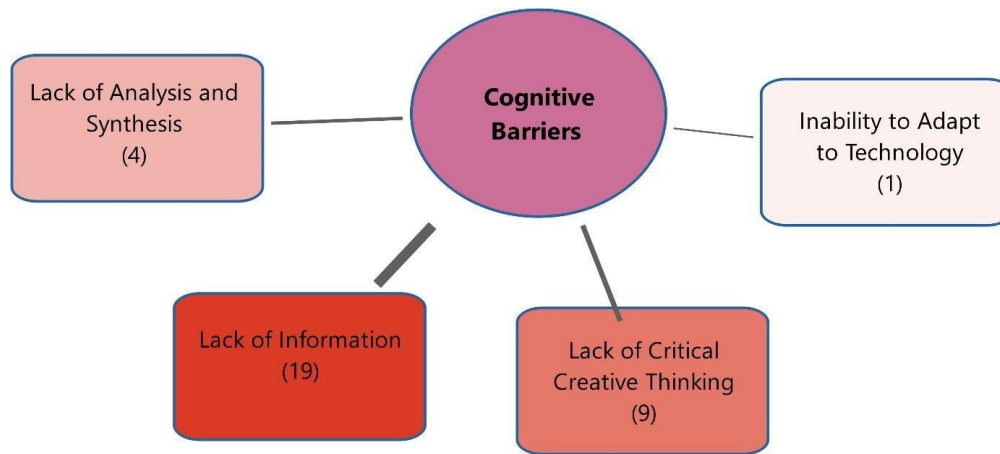 Cognitive
Barriers
Lack of Analysis and
Synthesis
(4)
Inability to Adapt
to Technology
(1)
Lack of Information
(19)
Lack of Critical
Creative Thinking
(9)